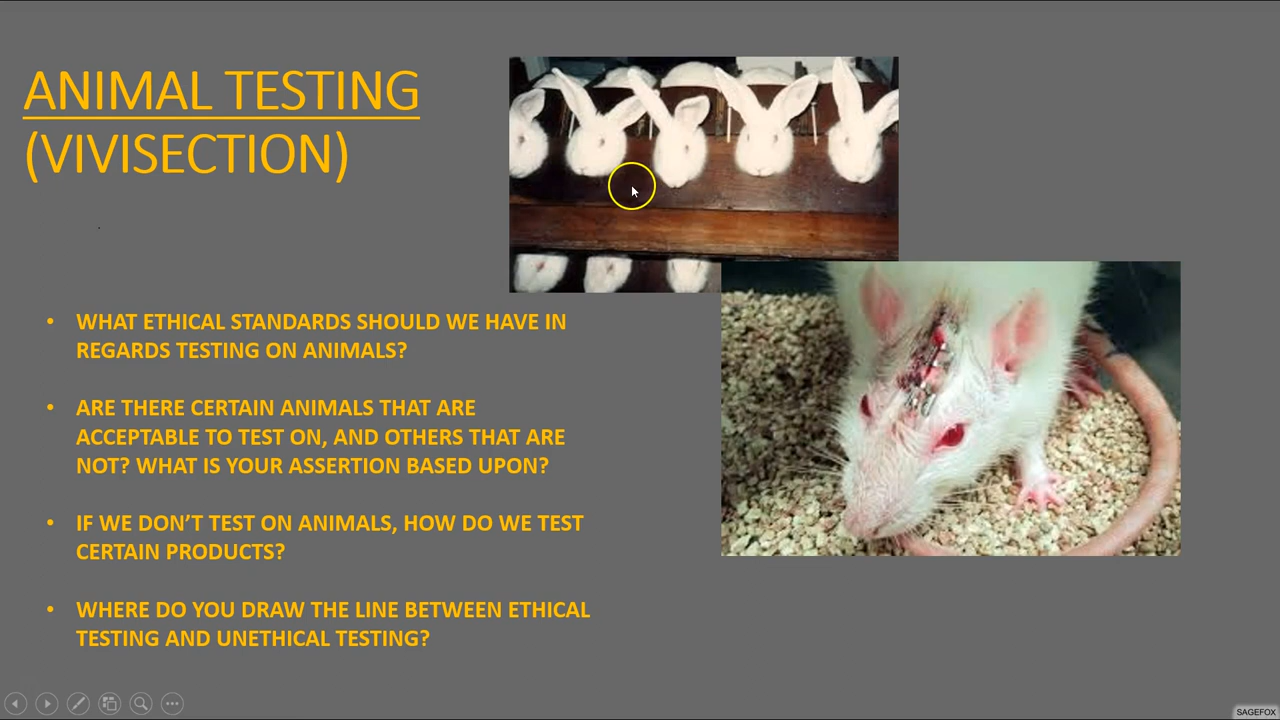 ANIMAL TESTING
(VIVISECTION)
• WHAT ETHICAL STANDARDS SHOULD WE HAVE IN
REGARDS TESTING ON ANIMALS?
• ARE THERE CERTAIN ANIMALS THAT ARE
ACCEPTABLE TO TEST ON, AND OTHERS THAT ARE
NOT? WHAT IS YOUR ASSERTION BASED UPON?
• IF WE DON’T TEST ON ANIMALS, HOW DO WE TEST
CERTAIN PRODUCTS?
• WHERE DO YOU DRAW THE LINE BETWEEN ETHICAL
TESTING AND UNETHICAL TESTING?
SAGEFOX